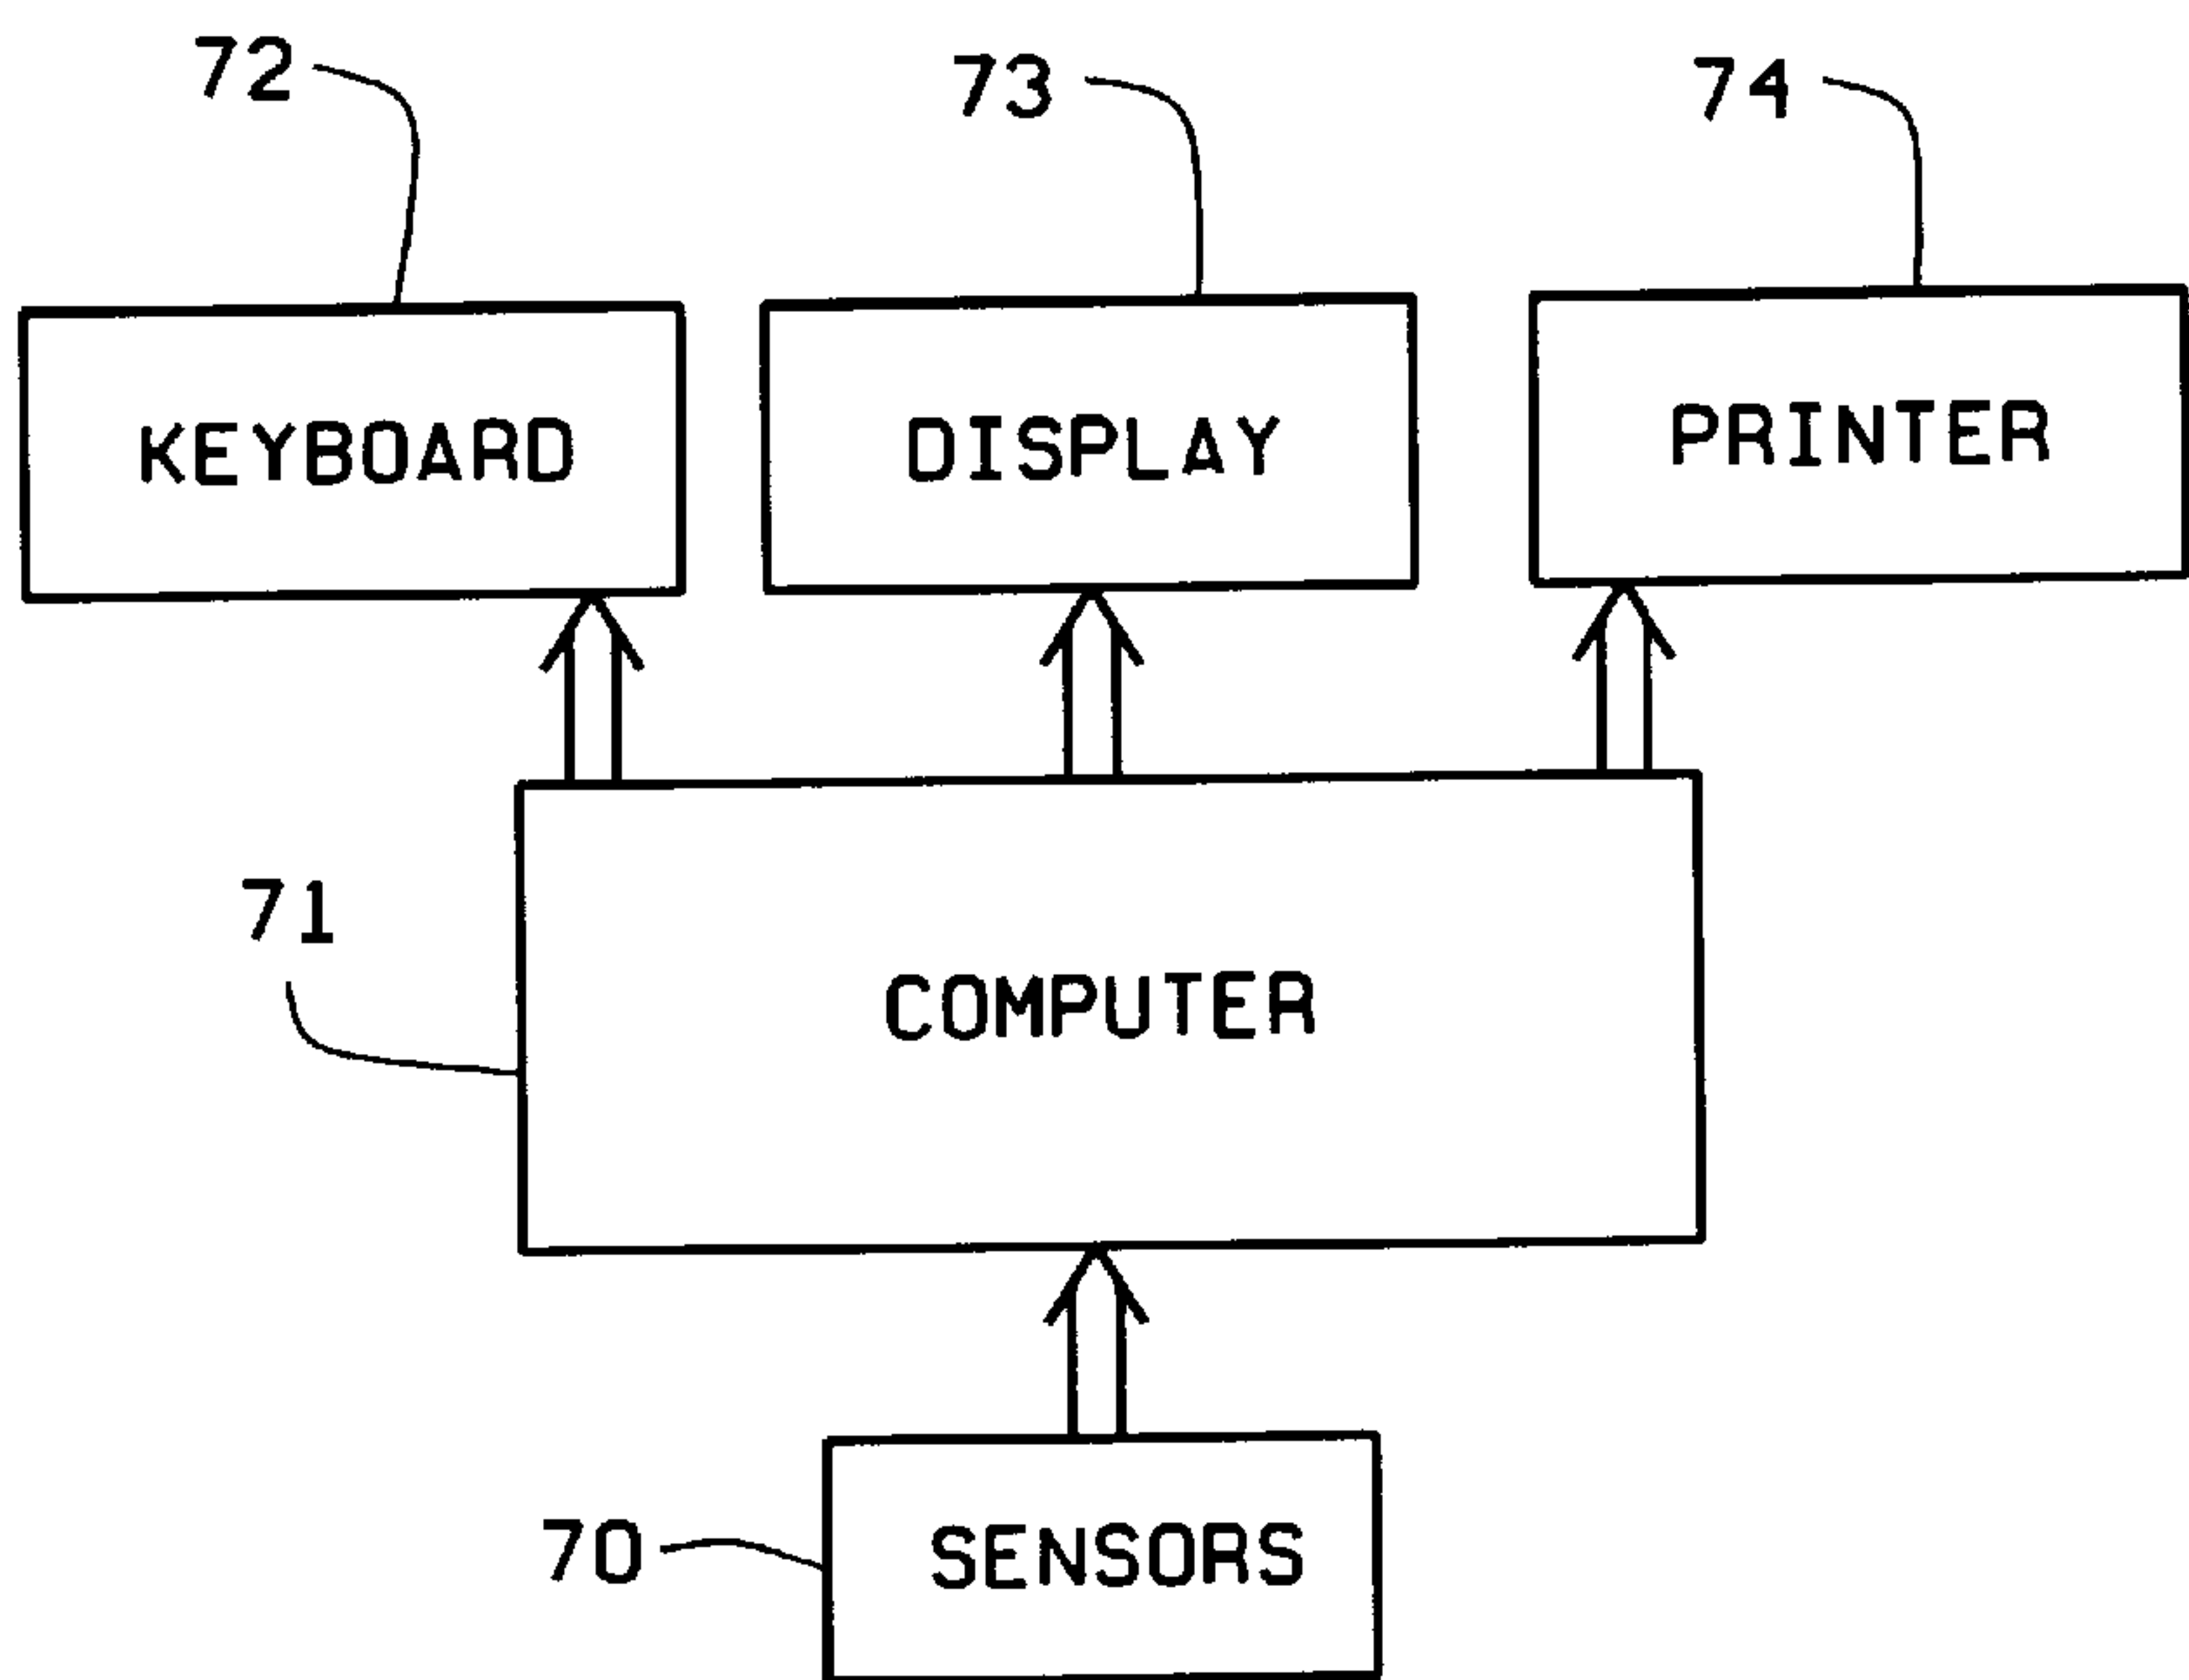 72 73 74
KEYBOARD DISPLAY PRINTER
71
COMPUTER
70 SENSORS